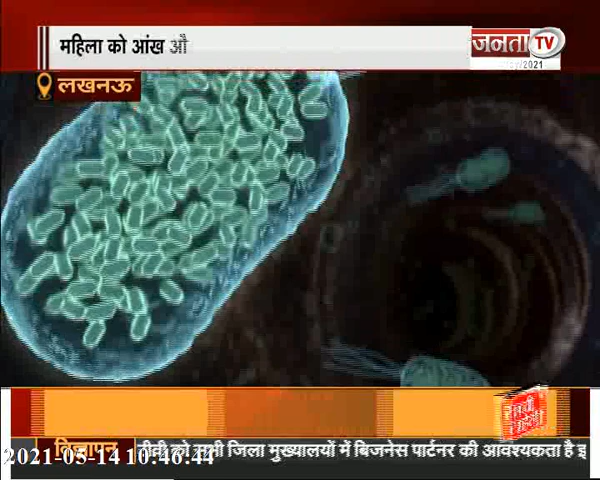 महिला को आंख औ
जनता TV
/2021
लखनऊ
विज्ञापन
टीवी को सभी जिला मुख्यालयों में बिजनेस पार्टनर की आवश्यकता है
2021-05-14 10:46:44